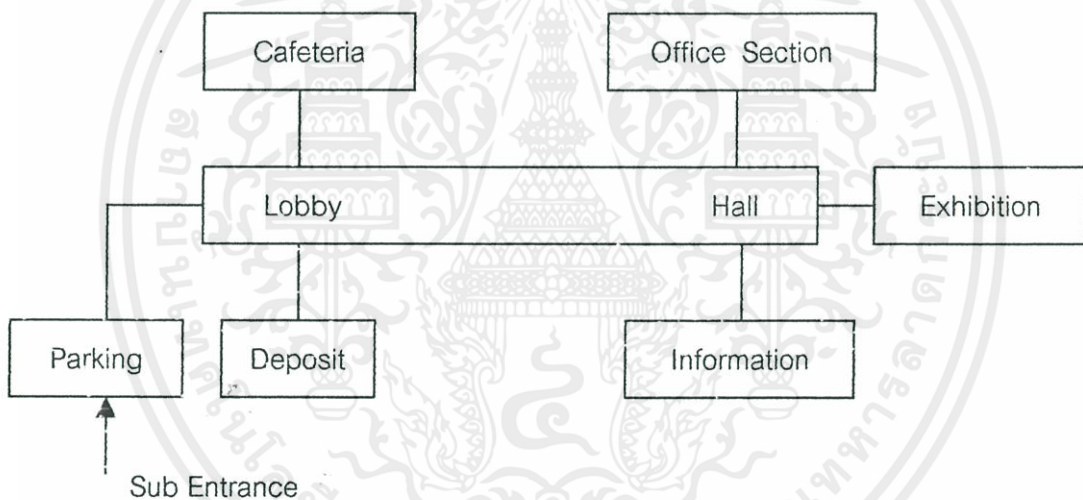 Cafeteria
Office Section
Lobby
Hall
Exhibition
Parking
Deposit
Information
Sub Entrance